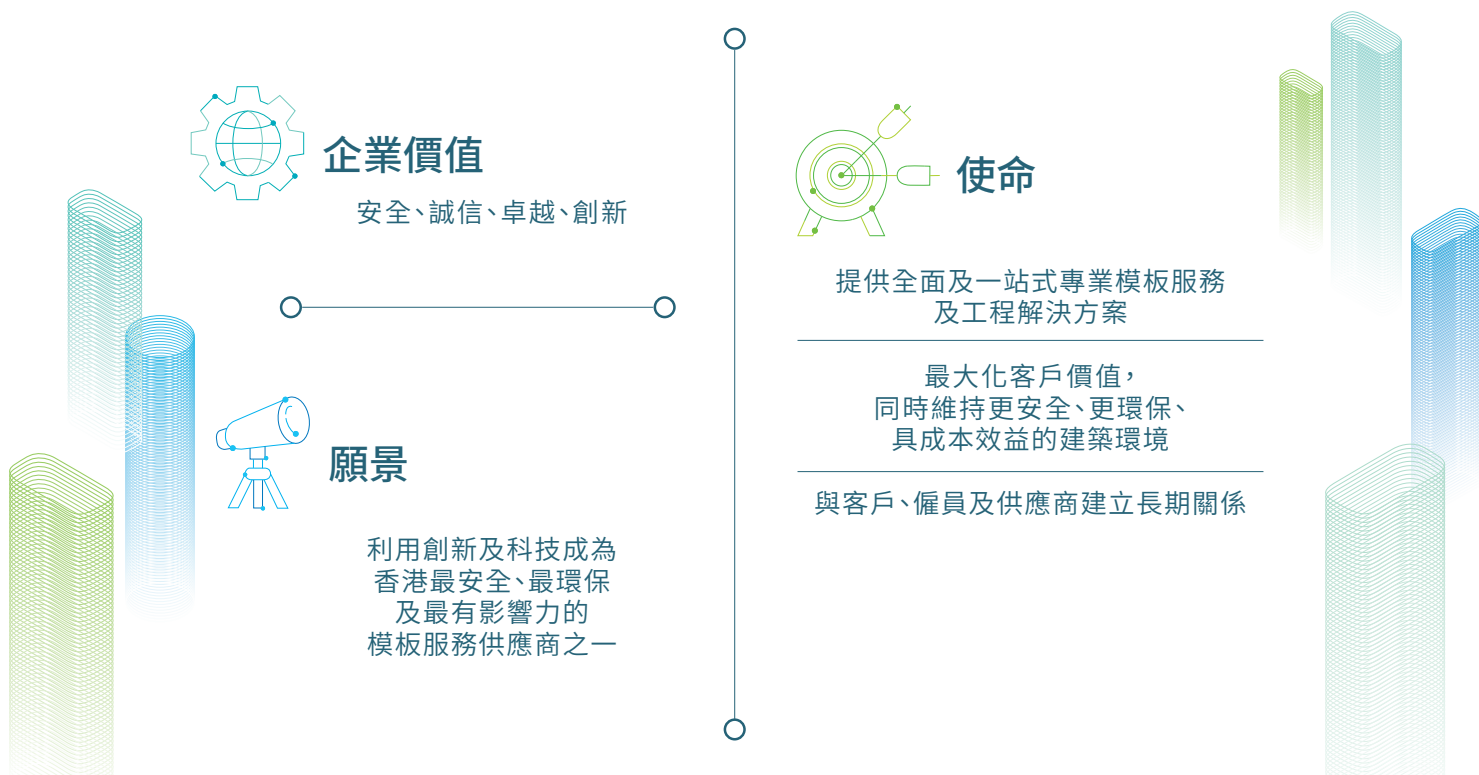 企業價值
安全、誠信、卓越、創新
願景
利用創新及科技成為
香港最安全、最環保
及最有影響力的
模板服務供應商之一
使命
提供全面及一站式專業模板服務
及工程解決方案
最大化客戶價值，
同時維持更安全、更環保、
具成本效益的建築環境
與客戶、僱員及供應商建立長期關係